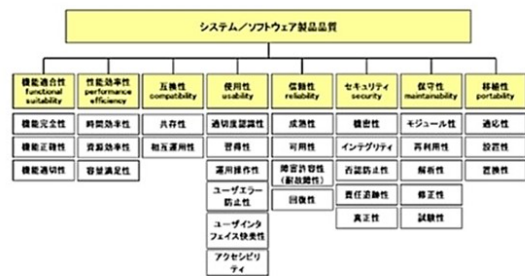 システム／ソフトウェア製品品質
機能適合性
functional
suitability
性能効率性
performance
efficiency
互換性
compatibility
使用性
usability
信頼性
reliability
セキュリティ
security
保守性
maintainability
移植性
portability
機能完全性
機能正確性
機能適切性
時間効率性
資源効率性
容量満足性
共存性
相互運用性
適切度認識性
習得性
運用操作性
ユーザエラー
防止性
ユーザインタ
フェイス快美性
アクセシビリ
ティ
成熟性
可用性
障害許容性
(耐故障性)
回復性
機密性
インテグリティ
否認防止性
責任追跡性
真正性
モジュール性
再利用性
解析性
修正性
試験性
適応性
設置性
置換性